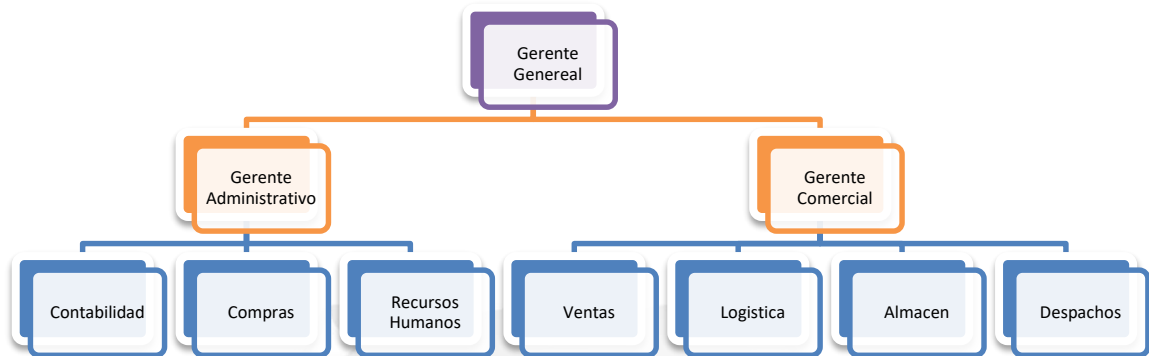 Gerente
Genereal
Gerente
Administrativo
Gerente
Comercial
Contabilidad
Compras
Recursos
Humanos
Ventas
Logistica
Almacen
Despachos